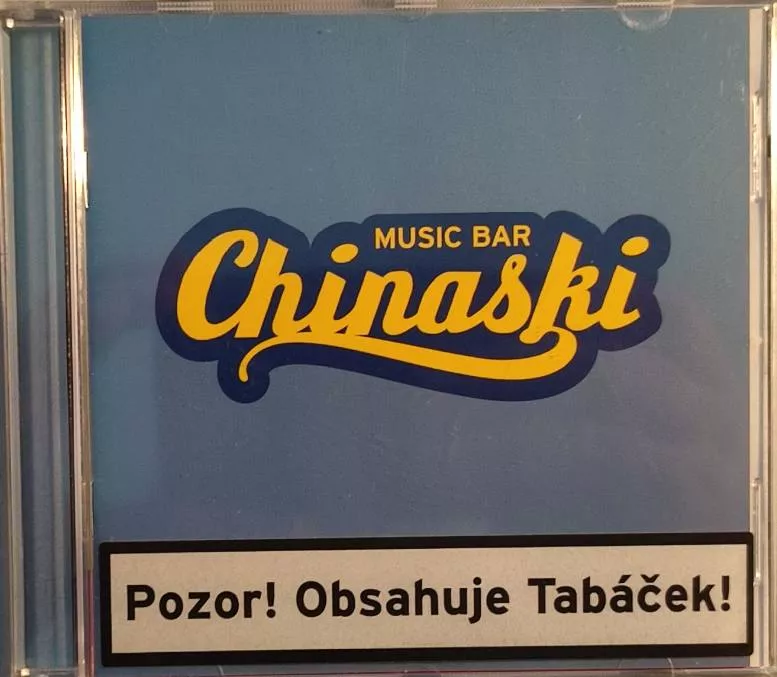 MUSIC BAR
Chinaski
Pozor! Obsahuje Tabáček!